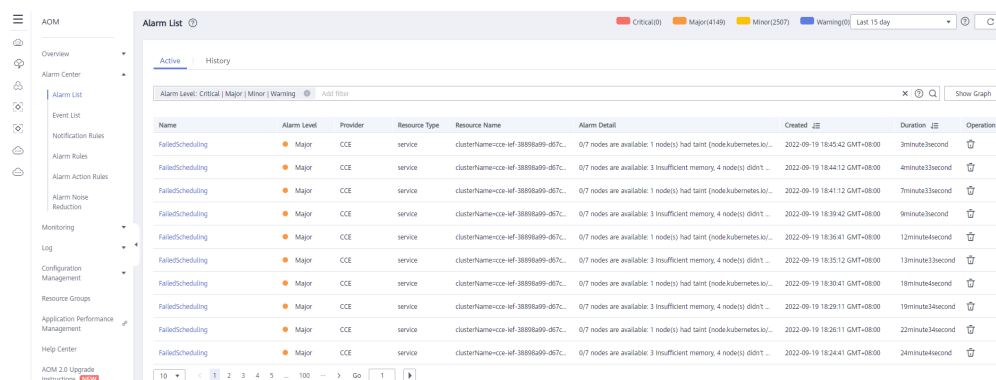 AOM
Overview
Alarm Center
Alarm List
Event List
Notification Rules
Alarm Rules
Alarm Action Rules
Alarm Noise
Reduction
Monitoring
Log
Configuration
Management
Resource Groups
Application Performance
Management
Help Center
AOM 2.0 Upgrade
Instructions NEW
Alarm List
Critical(0) Major(4149) Minor(2507) Warning(0) Last 15 day
Active History
Alarm Level: Critical | Major | Minor | Warning Add filter Show Graph
Name Alarm Level Provider Resource Type Resource Name Alarm Detail Created Duration Operation
FailedScheduling Major CCE service clusterName=cce-ief-38898a99-d67c... 0/7 nodes are available: 1 node(s) had taint {node.kubernetes.io/... 2022-09-19 18:45:42 GMT+08:00 3minute3second
FailedScheduling Major CCE service clusterName=cce-ief-38898a99-d67c... 0/7 nodes are available: 3 Insufficient memory, 4 node(s) didn't ... 2022-09-19 18:44:12 GMT+08:00 4minute33second
FailedScheduling Major CCE service clusterName=cce-ief-38898a99-d67c... 0/7 nodes are available: 1 node(s) had taint {node.kubernetes.io/... 2022-09-19 18:41:12 GMT+08:00 7minute33second
FailedScheduling Major CCE service clusterName=cce-ief-38898a99-d67c... 0/7 nodes are available: 3 Insufficient memory, 4 node(s) didn't ... 2022-09-19 18:39:42 GMT+08:00 9minute3second
FailedScheduling Major CCE service clusterName=cce-ief-38898a99-d67c... 0/7 nodes are available: 1 node(s) had taint {node.kubernetes.io/... 2022-09-19 18:36:41 GMT+08:00 12minute4second
FailedScheduling Major CCE service clusterName=cce-ief-38898a99-d67c... 0/7 nodes are available: 3 Insufficient memory, 4 node(s) didn't ... 2022-09-19 18:35:12 GMT+08:00 13minute33second
FailedScheduling Major CCE service clusterName=cce-ief-38898a99-d67c... 0/7 nodes are available: 1 node(s) had taint {node.kubernetes.io/... 2022-09-19 18:30:41 GMT+08:00 18minute4second
FailedScheduling Major CCE service clusterName=cce-ief-38898a99-d67c... 0/7 nodes are available: 3 Insufficient memory, 4 node(s) didn't ... 2022-09-19 18:29:11 GMT+08:00 19minute34second
FailedScheduling Major CCE service clusterName=cce-ief-38898a99-d67c... 0/7 nodes are available: 1 node(s) had taint {node.kubernetes.io/... 2022-09-19 18:26:11 GMT+08:00 22minute34second
FailedScheduling Major CCE service clusterName=cce-ief-38898a99-d67c... 0/7 nodes are available: 3 Insufficient memory, 4 node(s) didn't ... 2022-09-19 18:24:41 GMT+08:00 24minute4second
10 < 1 2 3 4 5 ... 100 > Go 1